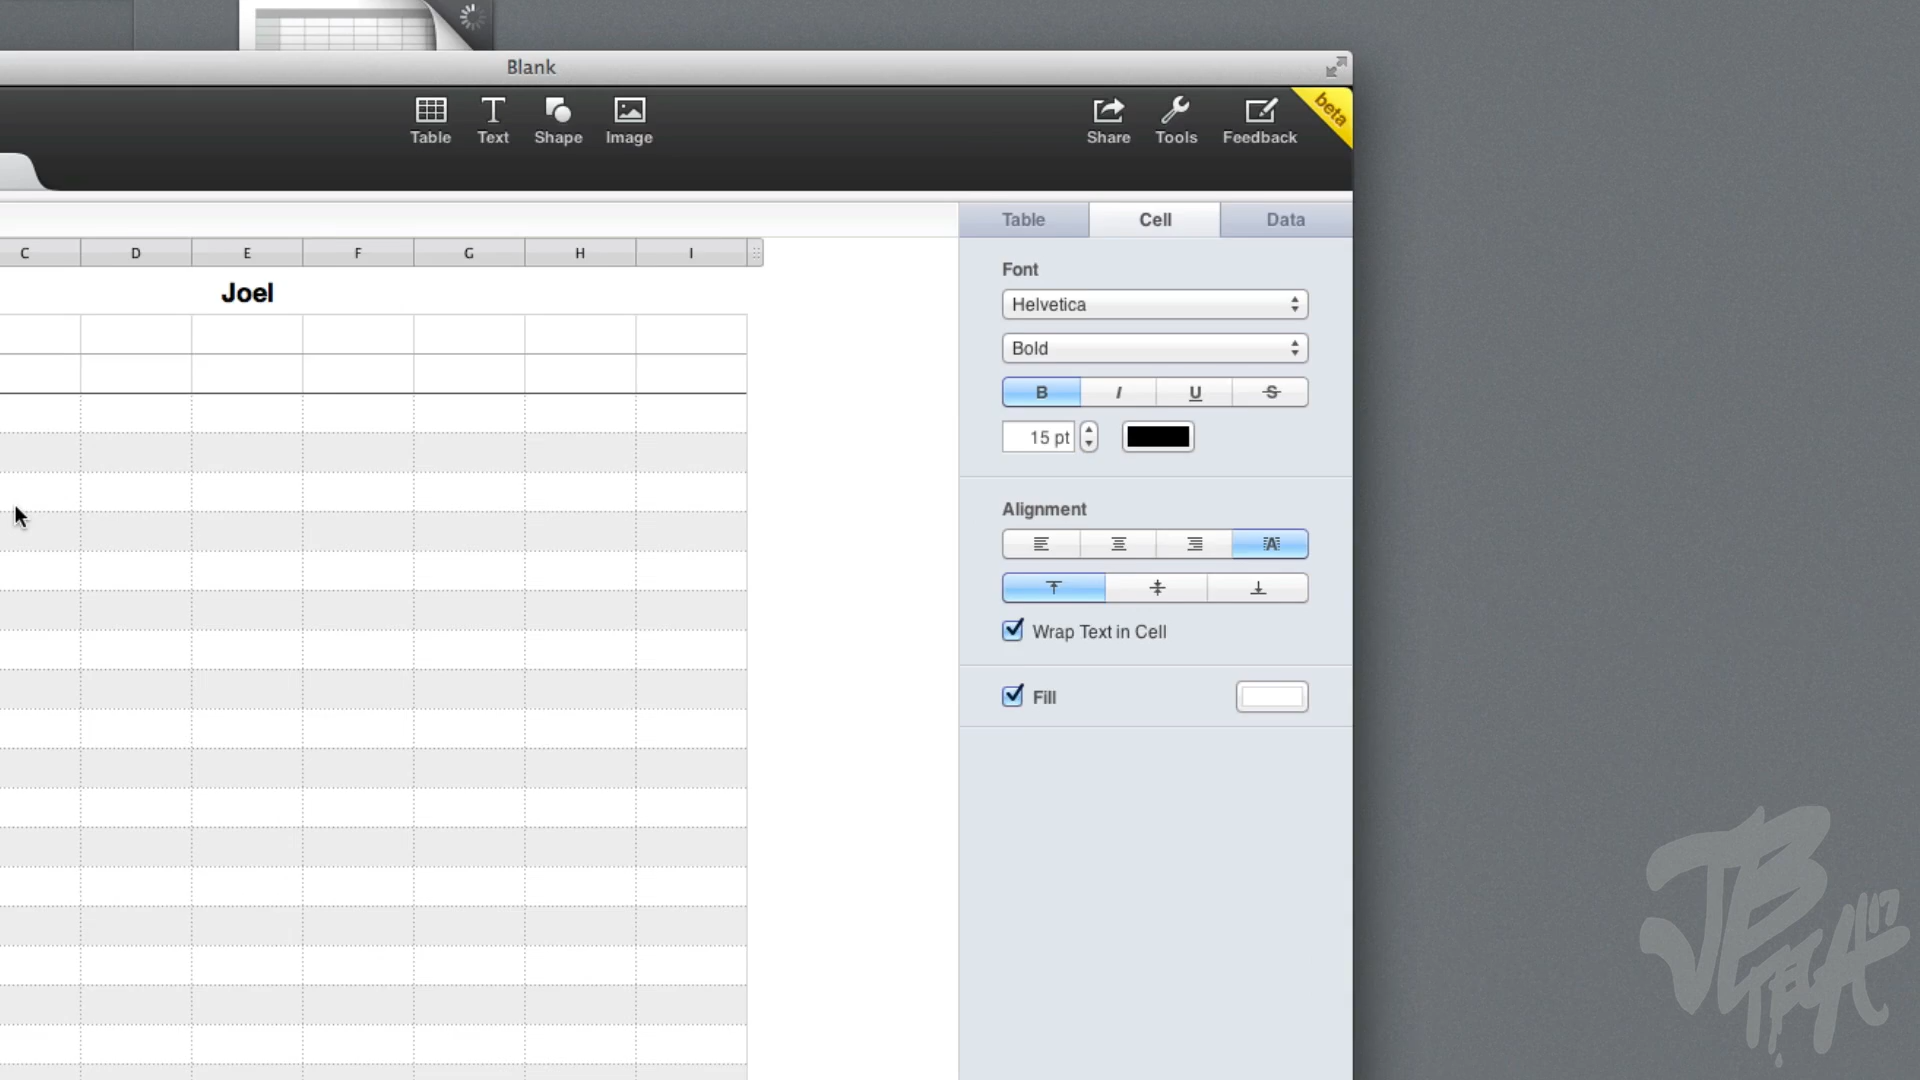 Blank
Table Text Shape Image
Share Tools Feedback
beta
Table Cell Data
C D E F G H I
Joel
Font
Helvetica
Bold
B I U S
15 pt
Alignment
A
Wrap Text in Cell
Fill
JB